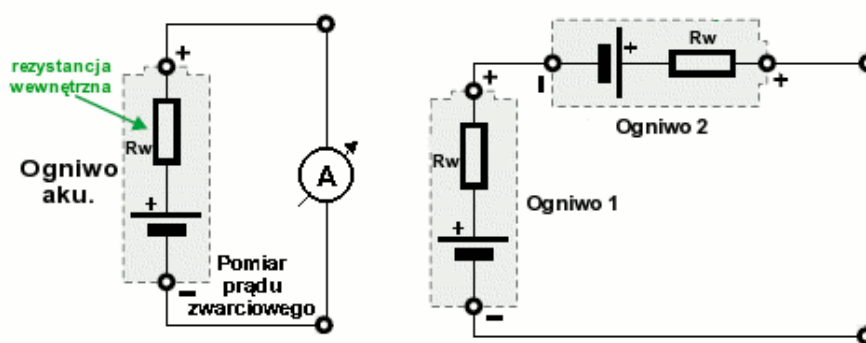 rezystancja
wewnętrzna
+
Rw
Ogniwo
aku.
+
−
A
Pomiar
prądu
zwarciowego
+
Rw
Ogniwo 1
+
−
I
+
Rw
+
Ogniwo 2